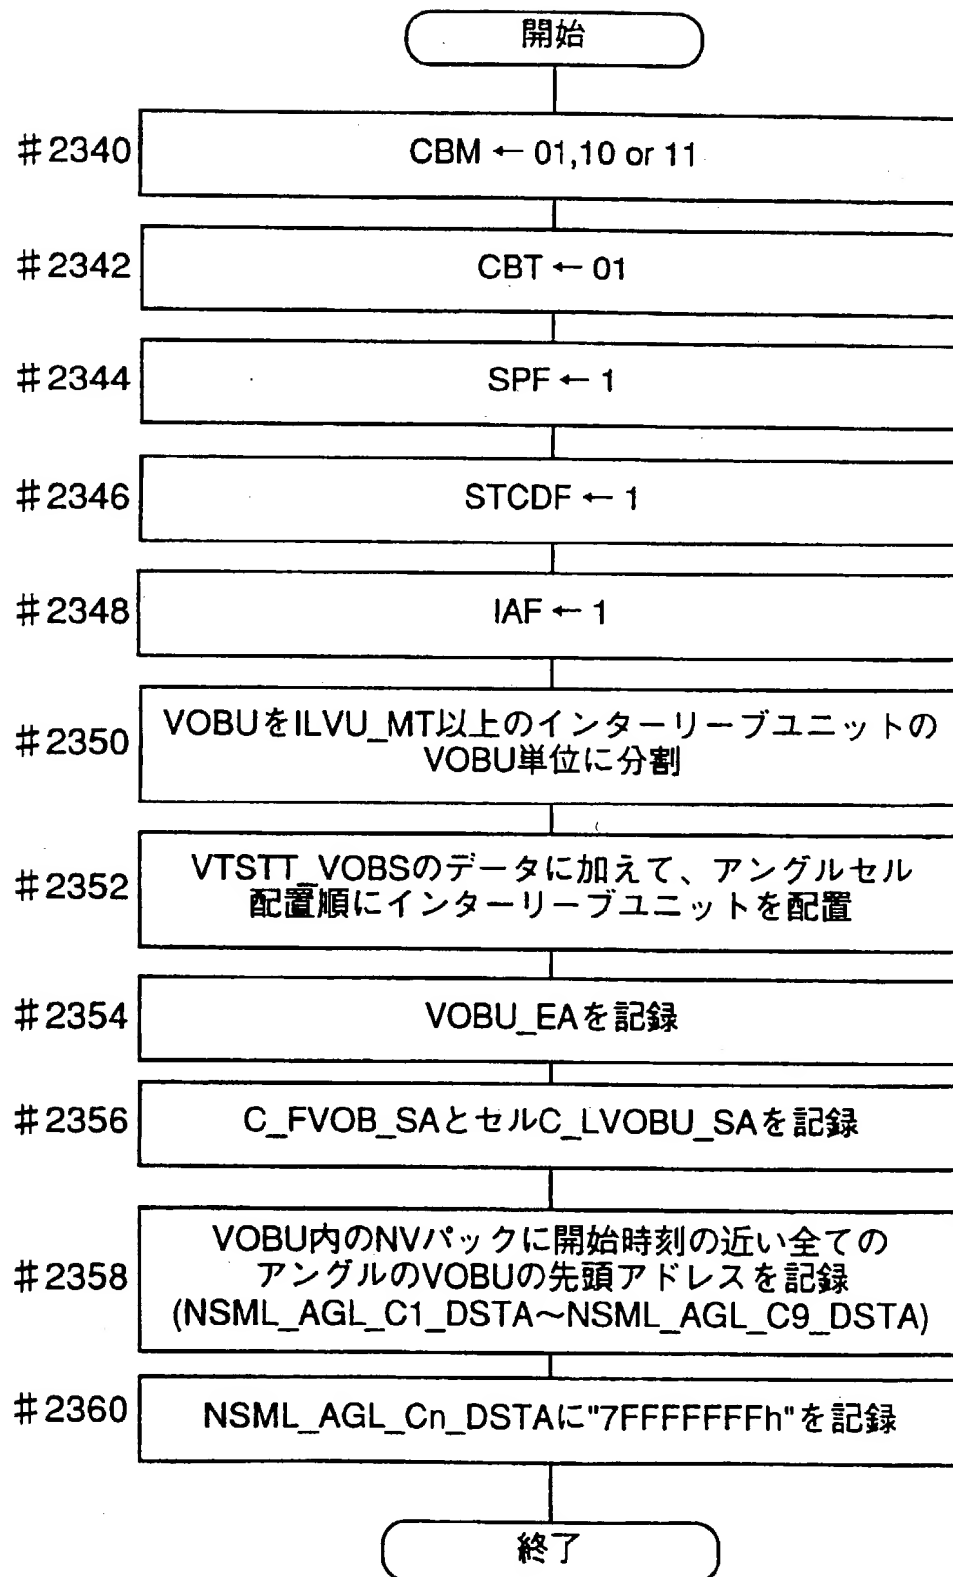 開始
#2340
CBM ← 01,10 or 11
#2342
CBT ← 01
#2344
SPF ← 1
#2346
STCDF ← 1
#2348
IAF ← 1
#2350
VOBUをILVU_MT以上のインターリーブユニットの
VOBU単位に分割
#2352
VTSTT_VOBSのデータに加えて、アングルセル
配置順にインターリーブユニットを配置
#2354
VOBU_EAを記録
#2356
C_FVOB_SAとセルC_LVOBU_SAを記録
#2358
VOBU内のNVパックに開始時刻の近い全ての
アングルのVOBUの先頭アドレスを記録
(NSML_AGL_C1_DSTA～NSML_AGL_C9_DSTA)
#2360
NSML_AGL_Cn_DSTAに"7FFFFFFFh"を記録
終了